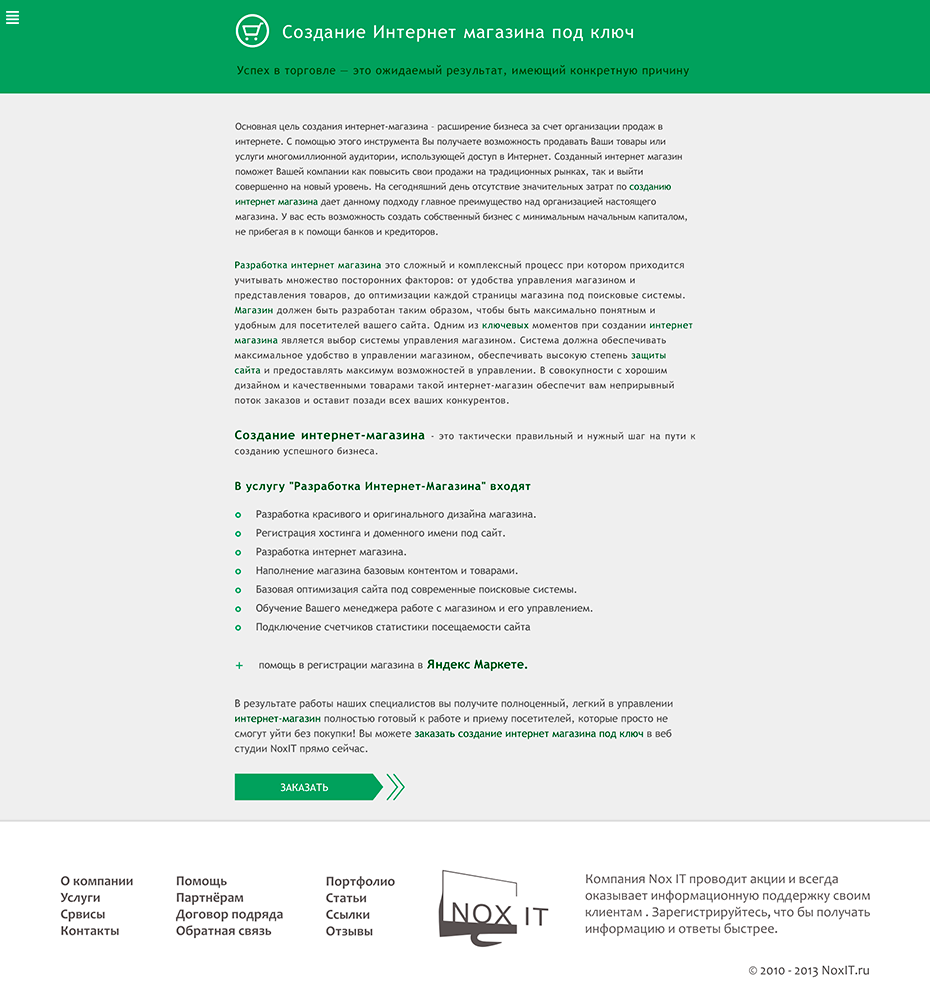 Создание Интернет магазина под ключ
Успех в торговле — это ожидаемый результат, имеющий конкретную причину
Основная цель создания интернет-магазина - расширение бизнеса за счет организации продаж в
интернете. С помощью этого инструмента Вы получаете возможность продавать Ваши товары или
услуги многомиллионной аудитории, использующей доступ в Интернет. Созданный интернет магазин
поможет Вашей компании как повысить свои продажи на традиционных рынках, так и выйти
совершенно на новый уровень. На сегодняшний день отсутствие значительных затрат по созданию
интернет магазина дает данному подходу главное преимущество над организацией настоящего
магазина. У вас есть возможность создать собственный бизнес с минимальным начальным капиталом,
не прибегая в к помощи банков и кредиторов.
Разработка интернет магазина это сложный и комплексный процесс при котором приходится
учитывать множество посторонних факторов: от удобства управления магазином и
представления товаров, до оптимизации каждой страницы магазина под поисковые системы.
Магазин должен быть разработан таким образом, чтобы быть максимально понятным и
удобным для посетителей вашего сайта. Одним из ключевых моментов при создании интернет
магазина является выбор системы управления магазином. Система должна обеспечивать
максимальное удобство в управлении магазином, обеспечивать высокую степень защиты
сайта и предоставлять максимум возможностей в управлении. В совокупности с хорошим
дизайном и качественными товарами такой интернет-магазин обеспечит вам неприрывный
поток заказов и оставит позади всех ваших конкурентов.
Создание интернет-магазина - это тактически правильный и нужный шаг на пути к
созданию успешного бизнеса.
В услугу "Разработка Интернет-Магазина" входят
Разработка красивого и оригинального дизайна магазина.
Регистрация хостинга и доменного имени под сайт.
Разработка интернет магазина.
Наполнение магазина базовым контентом и товарами.
Базовая оптимизация сайта под современные поисковые системы.
Обучение Вашего менеджера работе с магазином и его управлением.
Подключение счетчиков статистики посещаемости сайта
+ помощь в регистрации магазина в Яндекс Маркете.
В результате работы наших специалистов вы получите полноценный, легкий в управлении
интернет-магазин полностью готовый к работе и приему посетителей, которые просто не
смогут уйти без покупки! Вы можете заказать создание интернет магазина под ключ в веб
студии NoxIT прямо сейчас.
ЗАКАЗАТЬ
О компании
Услуги
Срвисы
Контакты
Помощь
Партнёрам
Договор подряда
Обратная связь
Портфолио
Статьи
Ссылки
Отзывы
NOX IT
Компания Nox IT проводит акции и всегда
оказывает информационную поддержку своим
клиентам . Зарегистрируйтесь, что бы получать
информацию и ответы быстрее.
© 2010 - 2013 NoxIT.ru